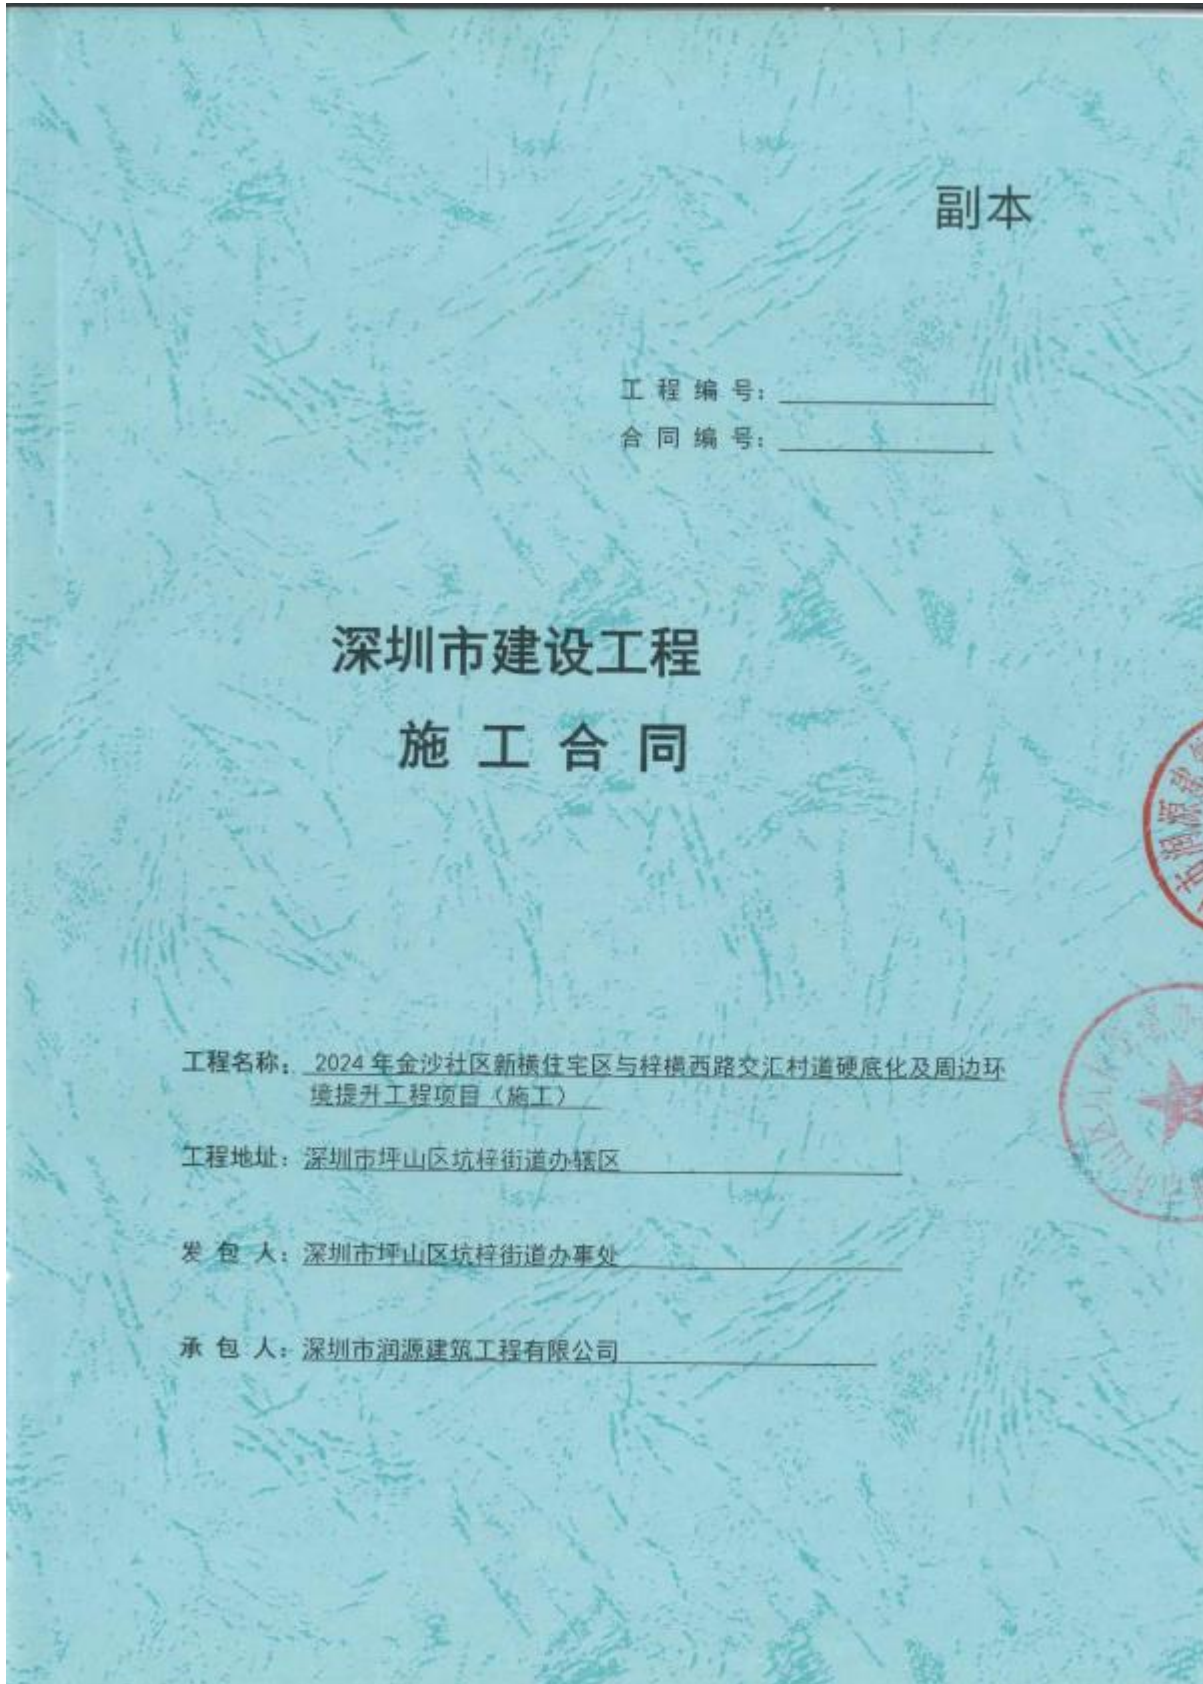 副本
工程编号：
合同编号：
深圳市建设工程
施工合同
工程名称：2024年金沙社区新横住宅区与梓横西路交汇村道硬底化及周边环
境提升工程项目（施工）
工程地址：深圳市坪山区坑梓街道办辖区
发包人：深圳市坪山区坑梓街道办事处
承包人：深圳市润源建筑工程有限公司
市润源建